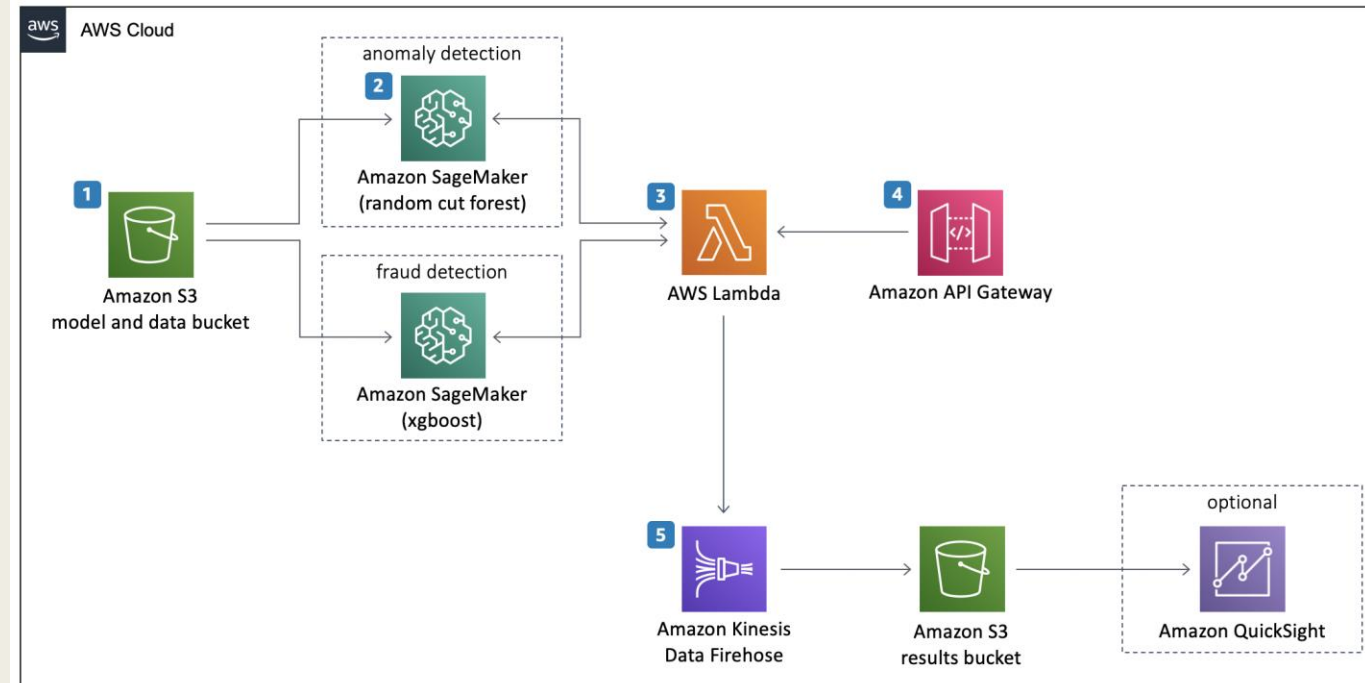 aws
AWS Cloud
anomaly detection
2
Amazon SageMaker
(random cut forest)
1
Amazon S3
model and data bucket
fraud detection
Amazon SageMaker
(xgboost)
3
AWS Lambda
4
</>
Amazon API Gateway
5
Amazon Kinesis
Data Firehose
Amazon S3
results bucket
optional
Amazon QuickSight